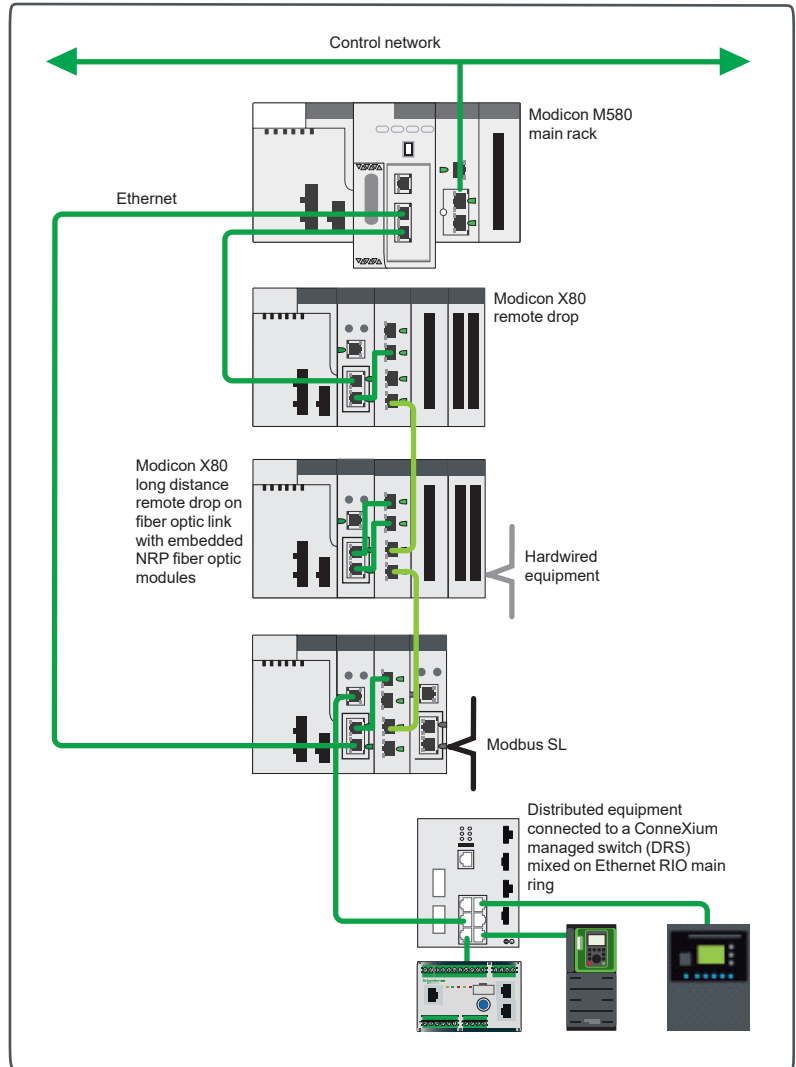 Control network
Modicon M580
main rack
Ethernet
Modicon X80
remote drop
Modicon X80
long distance
remote drop on
fiber optic link
with embedded
NRP fiber optic
modules
Hardwired
equipment
Modbus SL
Distributed equipment
connected to a ConneXium
managed switch (DRS)
mixed on Ethernet RIO main
ring